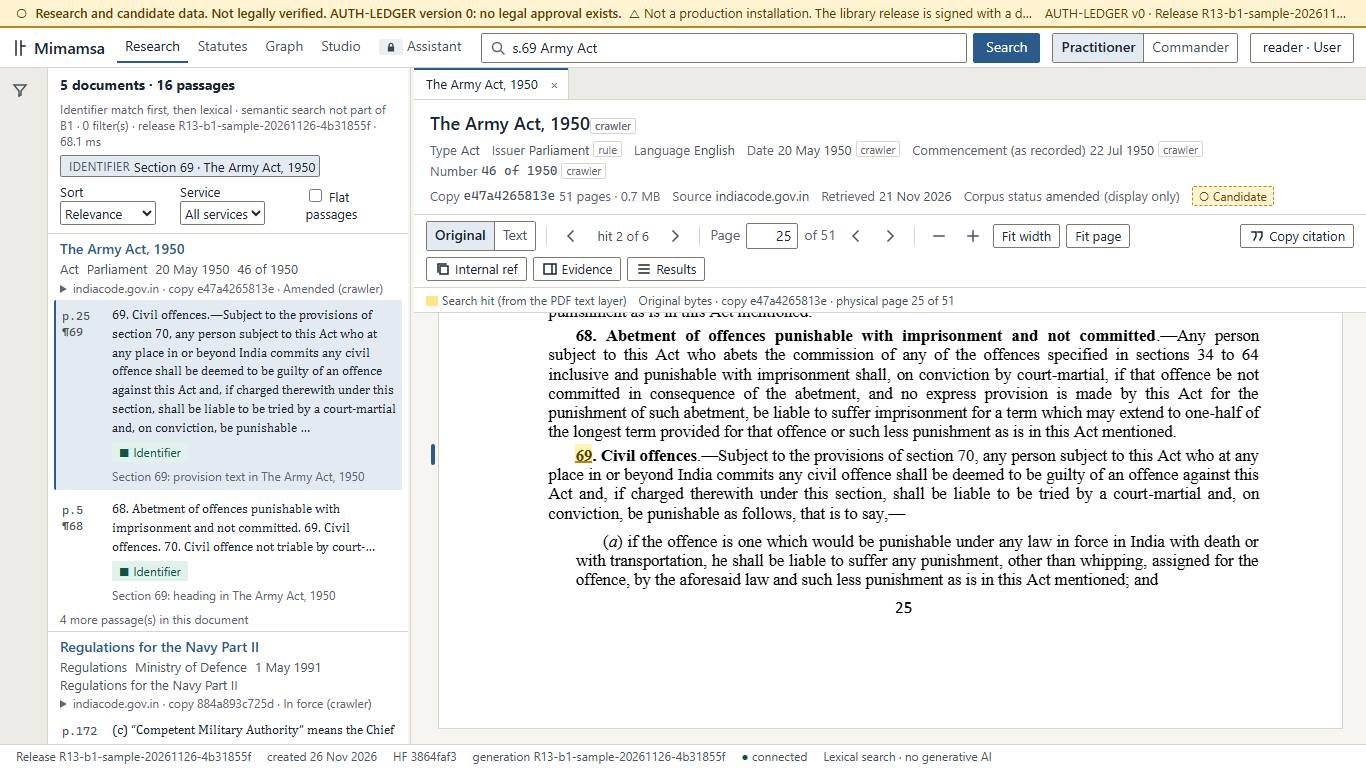 Research and candidate data. Not legally verified. AUTH-LEDGER version 0: no legal approval exists. ⚠ Not a production installation. The library release is signed with a d... AUTH-LEDGER v0 · Release R13-b1-sample-202611...
Mimamsa Research Statutes Graph Studio Assistant s.69 Army Act Search Practitioner Commander reader · User
5 documents · 16 passages
Identifier match first, then lexical · semantic search not part of
B1 · 0 filter(s) · release R13-b1-sample-20261126-4b31855f ·
68.1 ms
IDENTIFIER Section 69 · The Army Act, 1950
Sort Service Flat passages
Relevance All services
The Army Act, 1950
Act Parliament 20 May 1950 46 of 1950
▶ indiacode.gov.in · copy e47a4265813e · Amended (crawler)
p.25
¶69
69. Civil offences.—Subject to the provisions of
section 70, any person subject to this Act who at
any place in or beyond India commits any civil
offence shall be deemed to be guilty of an offence
against this Act and, if charged therewith under this
section, shall be liable to be tried by a court-martial
and, on conviction, be punishable ...
■ Identifier
Section 69: provision text in The Army Act, 1950
p.5
¶68
68. Abetment of offences punishable with
imprisonment and not committed. 69. Civil
offences. 70. Civil offence not triable by court-...
■ Identifier
Section 69: heading in The Army Act, 1950
4 more passage(s) in this document
Regulations for the Navy Part II
Regulations Ministry of Defence 1 May 1991
Regulations for the Navy Part II
▶ indiacode.gov.in · copy 884a893c725d · In force (crawler)
p.172 (c) “Competent Military Authority” means the Chief
The Army Act, 1950 ×
The Army Act, 1950 crawler
Type Act Issuer Parliament rule Language English Date 20 May 1950 crawler Commencement (as recorded) 22 Jul 1950 crawler
Number 46 of 1950 crawler
Copy e47a4265813e 51 pages · 0.7 MB Source indiacode.gov.in Retrieved 21 Nov 2026 Corpus status amended (display only) Candidate
Original Text hit 2 of 6 Page 25 of 51 Fit width Fit page Copy citation
Internal ref Evidence Results
Search hit (from the PDF text layer) Original bytes · copy e47a4265813e · physical page 25 of 51
punishment as is in this Act mentioned.
68. Abetment of offences punishable with imprisonment and not committed.—Any person
subject to this Act who abets the commission of any of the offences specified in sections 34 to 64
inclusive and punishable with imprisonment shall, on conviction by court-martial, if that offence be not
committed in consequence of the abetment, and no express provision is made by this Act for the
punishment of such abetment, be liable to suffer imprisonment for a term which may extend to one-half of
the longest term provided for that offence or such less punishment as is in this Act mentioned.
69. Civil offences.—Subject to the provisions of section 70, any person subject to this Act who at any
place in or beyond India commits any civil offence shall be deemed to be guilty of an offence against this
Act and, if charged therewith under this section, shall be liable to be tried by a court-martial and, on
conviction, be punishable as follows, that is to say,—
(a) if the offence is one which would be punishable under any law in force in India with death or
with transportation, he shall be liable to suffer any punishment, other than whipping, assigned for the
offence, by the aforesaid law and such less punishment as is in this Act mentioned; and
25
Release R13-b1-sample-20261126-4b31855f created 26 Nov 2026 HF 3864faf3 generation R13-b1-sample-20261126-4b31855f ● connected Lexical search · no generative AI